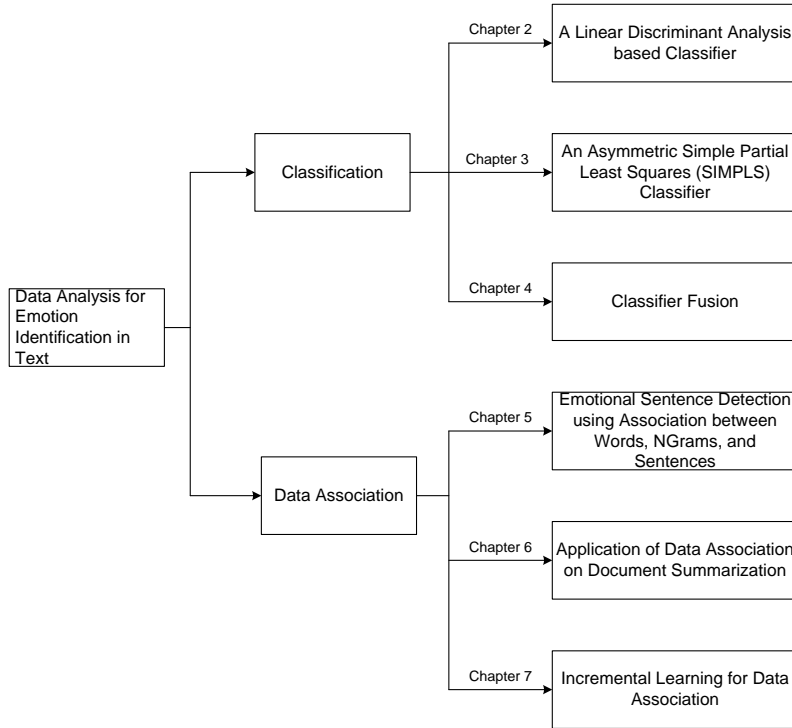 Chapter 2
A Linear Discriminant Analysis
based Classifier
Classification
Chapter 3
An Asymmetric Simple Partial
Least Squares (SIMPLS)
Classifier
Chapter 4
Classifier Fusion
Data Analysis for
Emotion
Identification in
Text
Chapter 5
Emotional Sentence Detection
using Association between
Words, NGrams, and
Sentences
Data Association
Chapter 6
Application of Data Association
on Document Summarization
Chapter 7
Incremental Learning for Data
Association